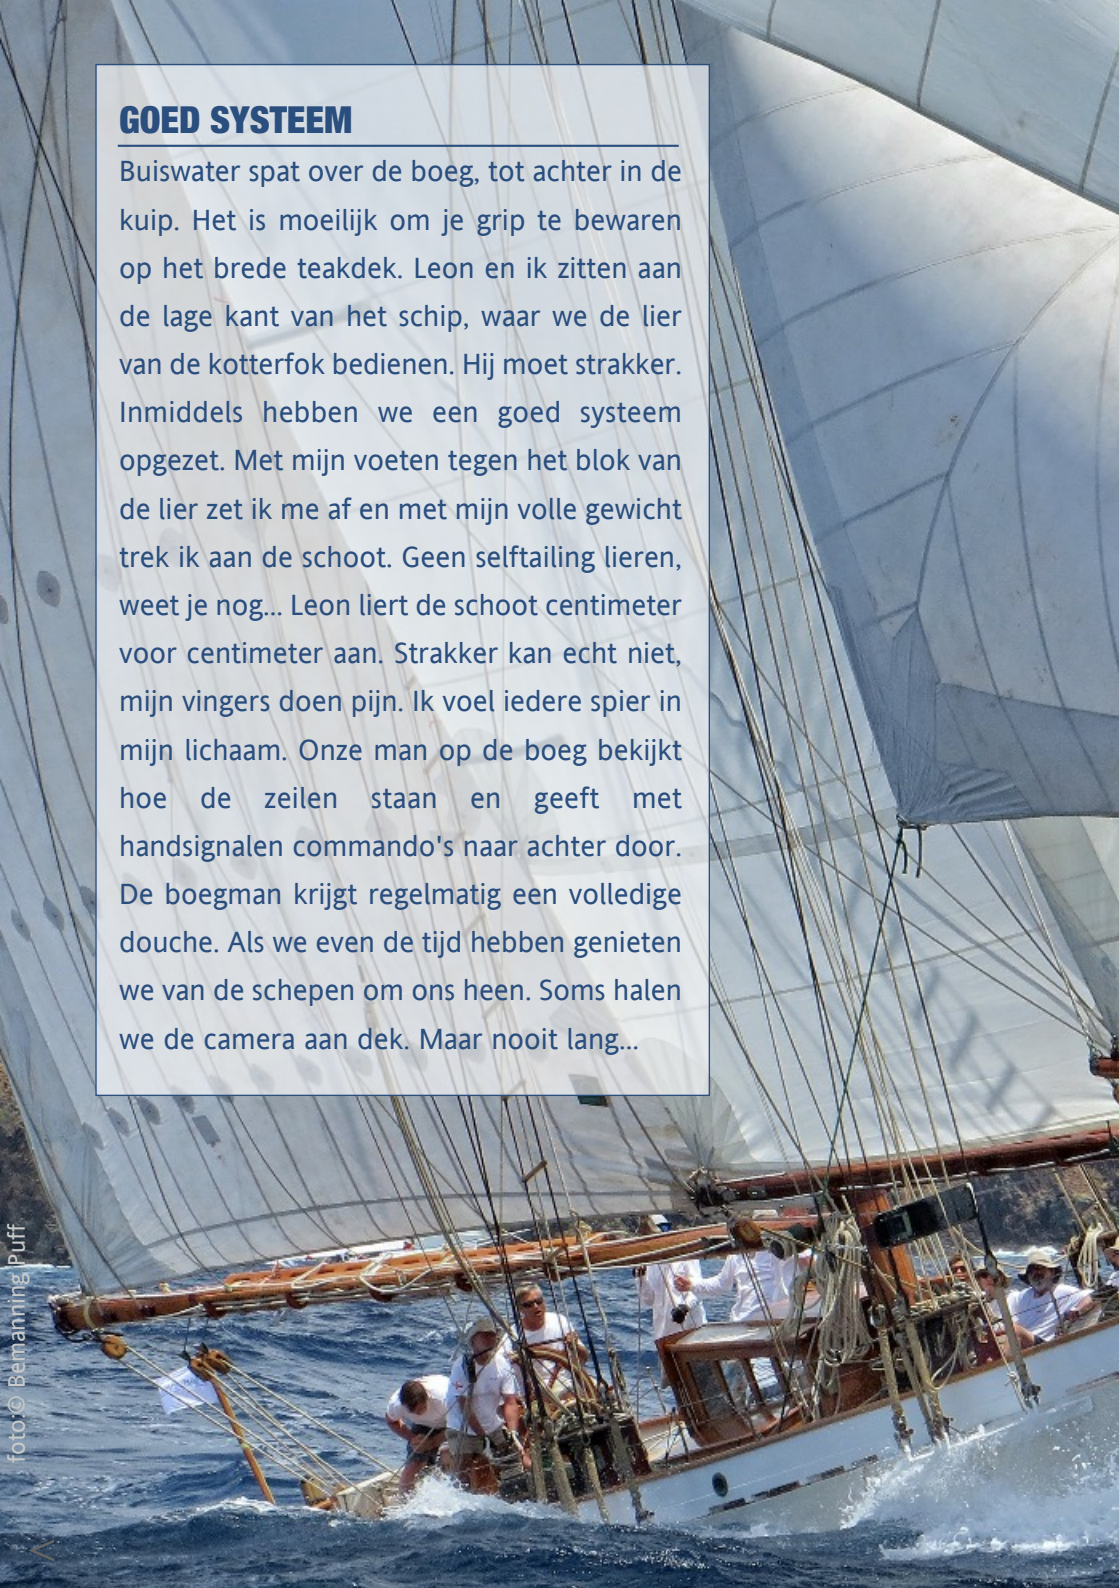 GOED SYSTEEM
Buiswater spat over de boeg, tot achter in de
kuip. Het is moeilijk om je grip te bewaren
op het brede teakdek. Leon en ik zitten aan
de lage kant van het schip, waar we de lier
van de kotterfok bedienen. Hij moet strakker.
Inmiddels hebben we een goed systeem
opgezet. Met mijn voeten tegen het blok van
de lier zet ik me af en met mijn volle gewicht
trek ik aan de schoot. Geen selftailing lieren,
weet je nog... Leon liert de schoot centimeter
voor centimeter aan. Strakker kan echt niet,
mijn vingers doen pijn. Ik voel iedere spier in
mijn lichaam. Onze man op de boeg bekijkt
hoe de zeilen staan en geeft met
handsignalen commando's naar achter door.
De boegman krijgt regelmatig een volledige
douche. Als we even de tijd hebben genieten
we van de schepen om ons heen. Soms halen
we de camera aan dek. Maar nooit lang...
foto:© Bemanning Puff